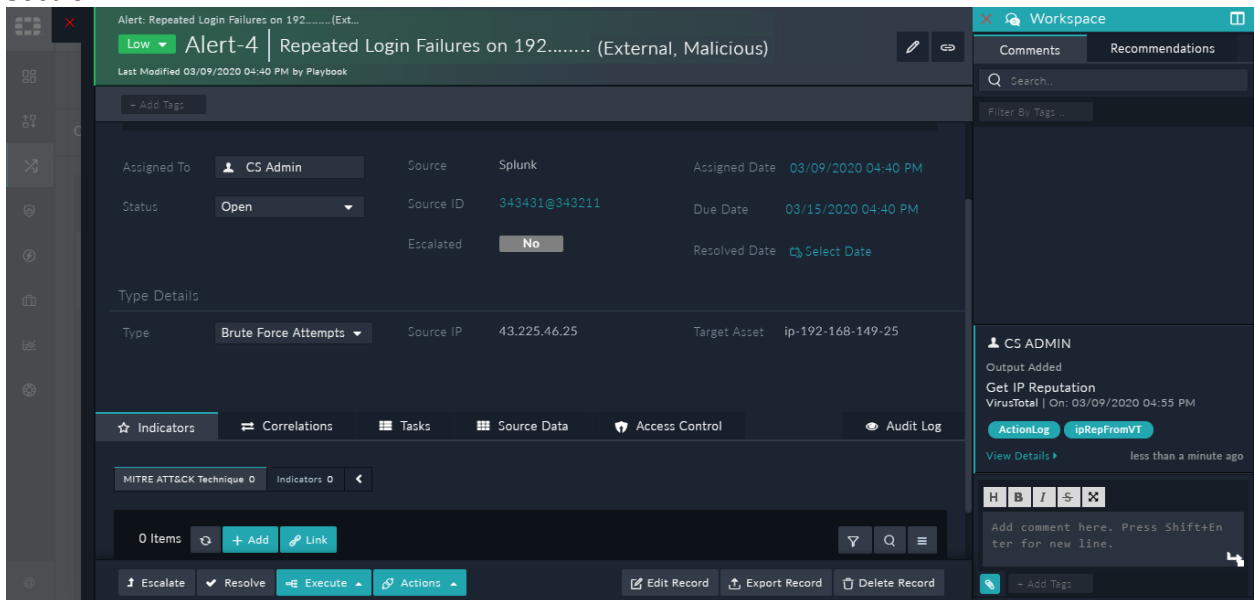 Alert: Repeated Login Failures on 192........(Ext...
Low Alert-4 | Repeated Login Failures on 192........ (External, Malicious)
Last Modified 03/09/2020 04:40 PM by Playbook
+ Add Tags
Assigned To CS Admin Source Splunk Assigned Date 03/09/2020 04:40 PM
Status Open Source ID 343431@343211 Due Date 03/15/2020 04:40 PM
Escalated No Resolved Date Select Date
Type Details
Type Brute Force Attempts Source IP 43.225.46.25 Target Asset ip-192-168-149-25
Indicators Correlations Tasks Source Data Access Control Audit Log
MITRE ATT&CK Technique 0 Indicators 0
0 Items + Add Link
Escalate Resolve Execute Actions Edit Record Export Record Delete Record
Workspace
Comments Recommendations
Search..
Filter By Tags ..
CS ADMIN
Output Added
Get IP Reputation
VirusTotal | On: 03/09/2020 04:55 PM
ActionLog ipRepFromVT
View Details less than a minute ago
H B I S
Add comment here. Press Shift+En
ter for new line.
+ Add Tags